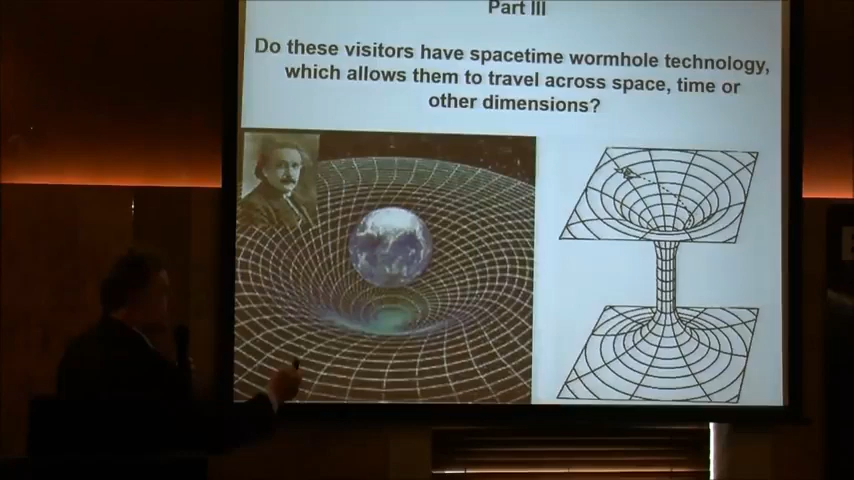 Part III
Do these visitors have spacetime wormhole technology,
which allows them to travel across space, time or
other dimensions?